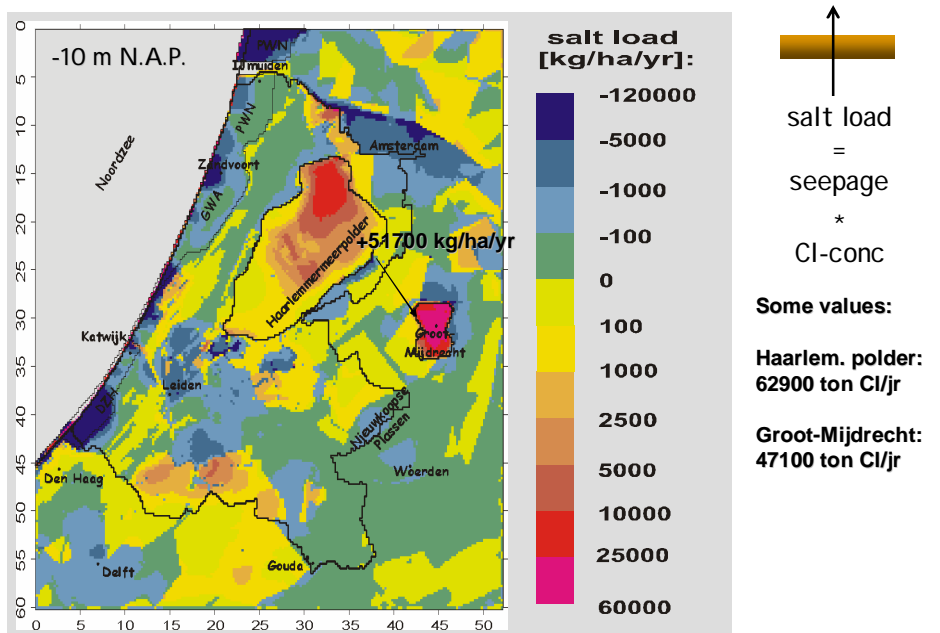 -10 m N.A.P.
PWN
IJmuiden
PWN
Noordzee
Zandvoort
GWA
Amsterdam
+51700 kg/ha/yr
Haarlemmermeerpolder
Groot
Mijdrecht
Katwijk
Leiden
DZH
Nieuwkoopse
Plassen
Woerden
Den Haag
Delft
Gouda
0
5
10
15
20
25
30
35
40
45
50
55
60
0 5 10 15 20 25 30 35 40 45 50
salt load
[kg/ha/yr]:
-120000
-5000
-1000
-100
0
100
1000
2500
5000
10000
25000
60000
salt load
=
seepage
*
Cl-conc
Some values:
Haarlem. polder:
62900 ton Cl/jr
Groot-Mijdrecht:
47100 ton Cl/jr